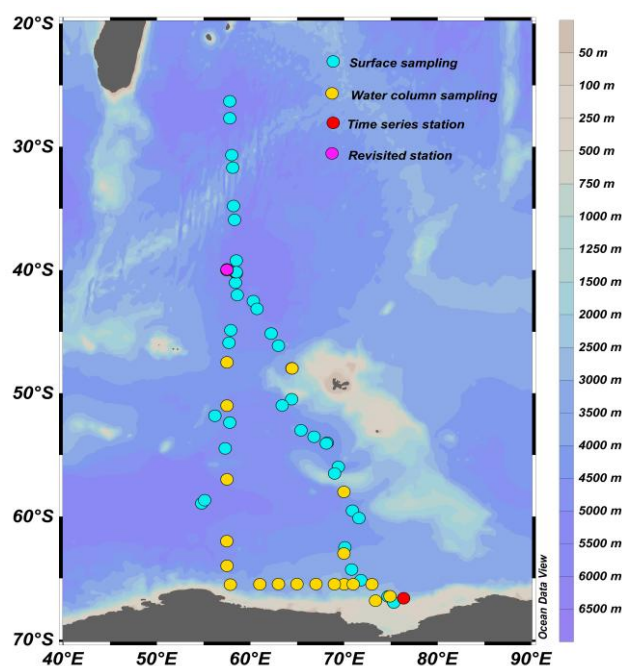 20°S
30°S
40°S
50°S
60°S
70°S
40°E
50°E
60°E
70°E
80°E
90°E
Surface sampling
Water column sampling
Time series station
Revisited station
Ocean Data View
50 m
100 m
250 m
500 m
750 m
1000 m
1250 m
1500 m
2000 m
2500 m
3000 m
3500 m
4000 m
4500 m
5000 m
5500 m
6000 m
6500 m